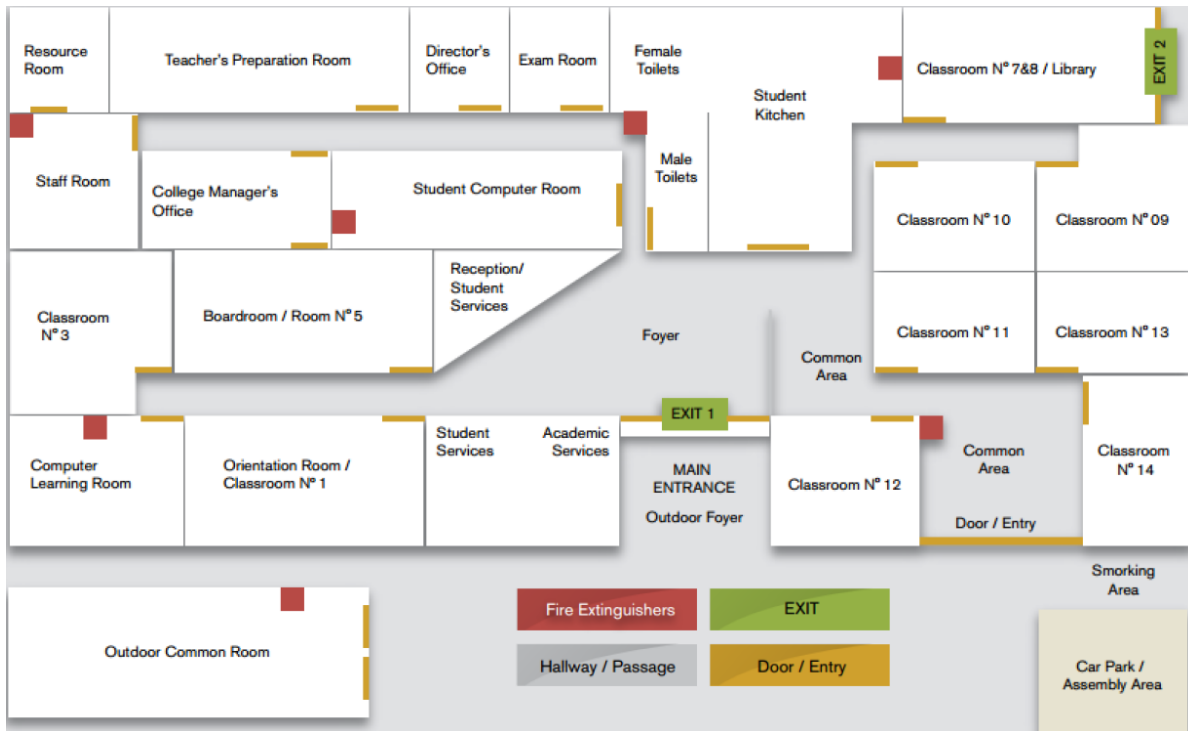 Resource
Room
Teacher's Preparation Room
Director's
Office
Exam Room
Female
Toilets
Student
Kitchen
Classroom N° 7&8 / Library
EXIT 2
Staff Room
College Manager's
Office
Student Computer Room
Male
Toilets
Classroom N° 10
Classroom N° 09
Classroom
N° 3
Boardroom / Room N° 5
Reception/
Student
Services
Foyer
Common
Area
Classroom N° 11
Classroom N° 13
EXIT 1
Computer
Learning Room
Orientation Room /
Classroom N° 1
Student
Services
Academic
Services
MAIN
ENTRANCE
Outdoor Foyer
Classroom N° 12
Common
Area
Door / Entry
Classroom
N° 14
Smorking
Area
Outdoor Common Room
Fire Extinguishers
EXIT
Hallway / Passage
Door / Entry
Car Park /
Assembly Area